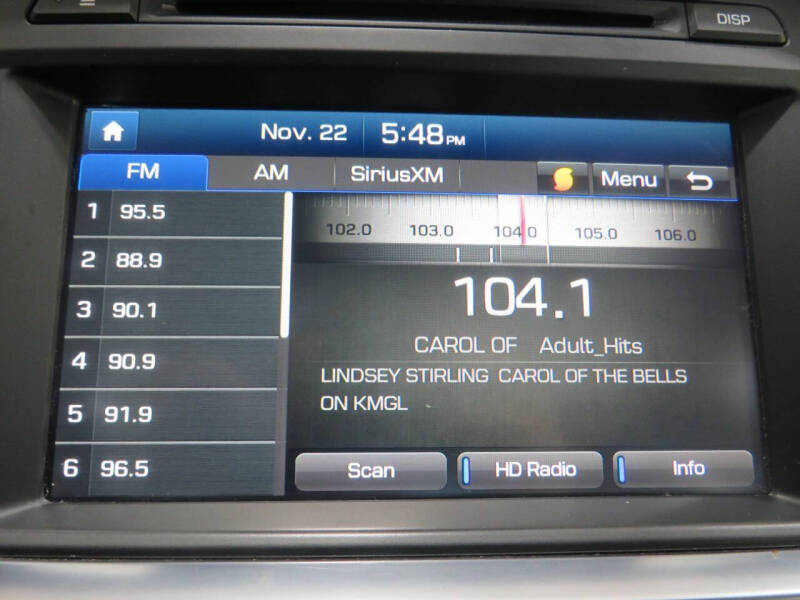 DISP
Nov. 22 5:48 PM
FM AM SiriusXM Menu
1 95.5
2 88.9
3 90.1
4 90.9
5 91.9
6 96.5
102.0 103.0 104.0 105.0 106.0
104.1
CAROL OF Adult_Hits
LINDSEY STIRLING CAROL OF THE BELLS
ON KMGL
Scan HD Radio Info